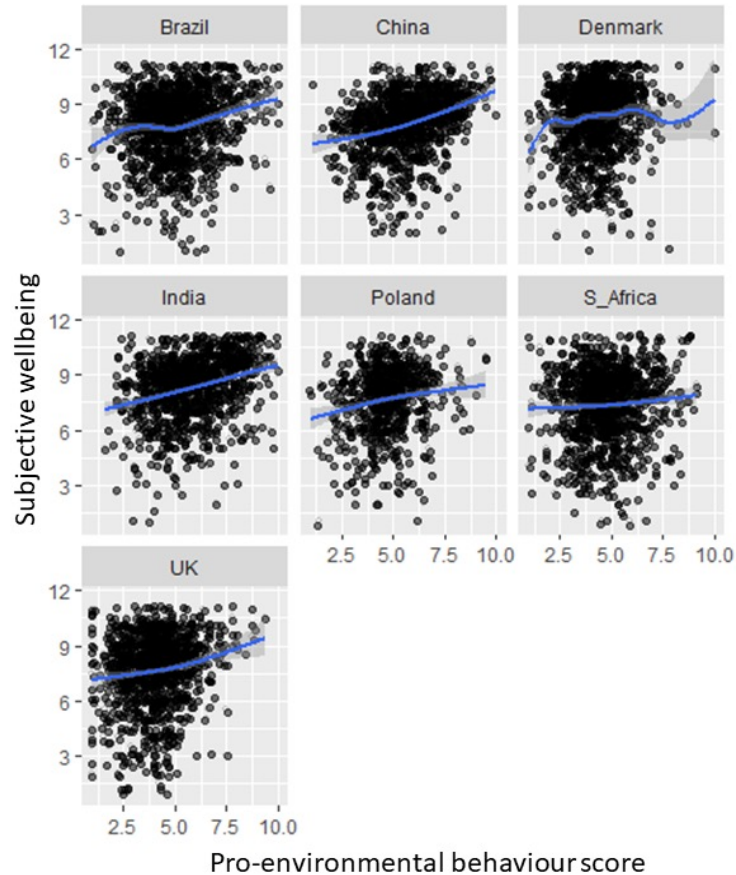 Brazil China Denmark
12
9
6
3
India Poland S_Africa
12
9
6
3
2.5 5.0 7.5 10.0 2.5 5.0 7.5 10.0
UK
12
9
6
3
2.5 5.0 7.5 10.0
Subjective wellbeing
Pro-environmental behaviour score